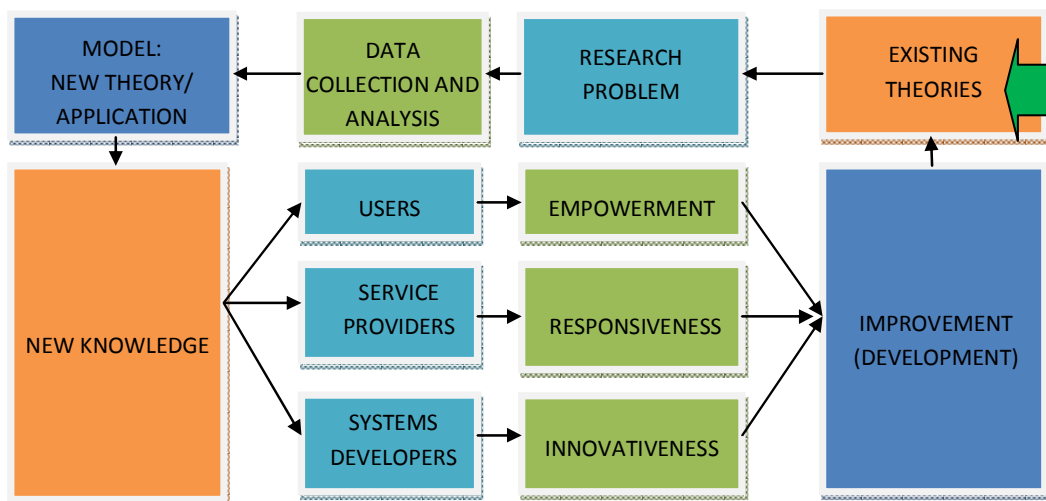 MODEL:
NEW THEORY/
APPLICATION
DATA
COLLECTION AND
ANALYSIS
RESEARCH
PROBLEM
EXISTING
THEORIES
NEW KNOWLEDGE
USERS
EMPOWERMENT
SERVICE
PROVIDERS
RESPONSIVENESS
SYSTEMS
DEVELOPERS
INNOVATIVENESS
IMPROVEMENT
(DEVELOPMENT)